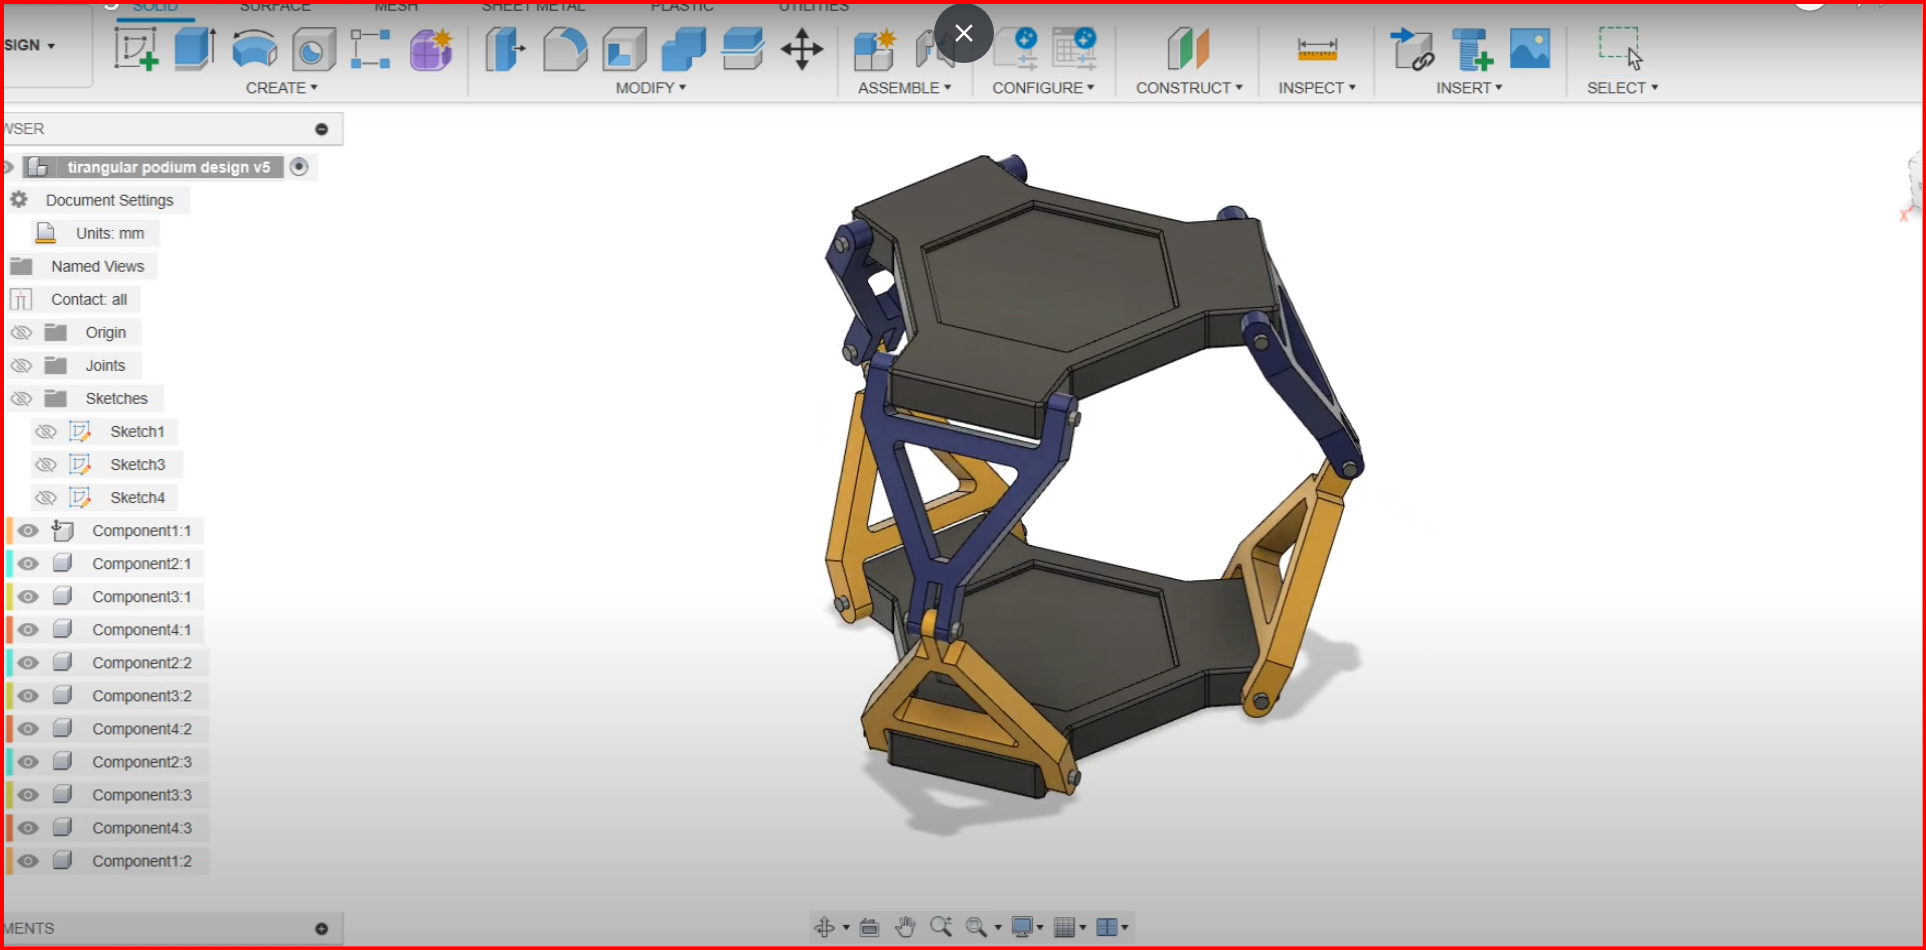 SOLID SURFACE MESH SHEET METAL PLASTIC UTILITIES
SIGN
CREATE MODIFY ASSEMBLE CONFIGURE CONSTRUCT INSPECT INSERT SELECT
WSER
tirangular podium design v5
Document Settings
Units: mm
Named Views
Contact: all
Origin
Joints
Sketches
Sketch1
Sketch3
Sketch4
Component1:1
Component2:1
Component3:1
Component4:1
Component2:2
Component3:2
Component4:2
Component2:3
Component3:3
Component4:3
Component1:2
MENTS
X